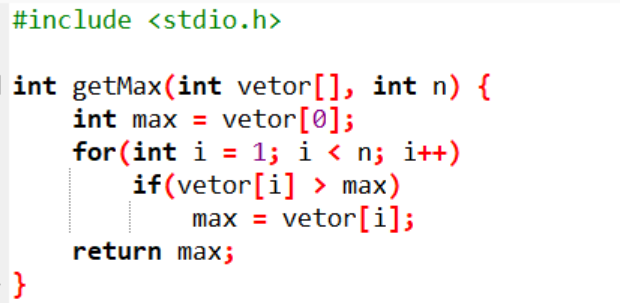 #include <stdio.h>

int getMax(int vetor[], int n) {
    int max = vetor[0];
    for(int i = 1; i < n; i++)
        if(vetor[i] > max)
            max = vetor[i];
    return max;
}